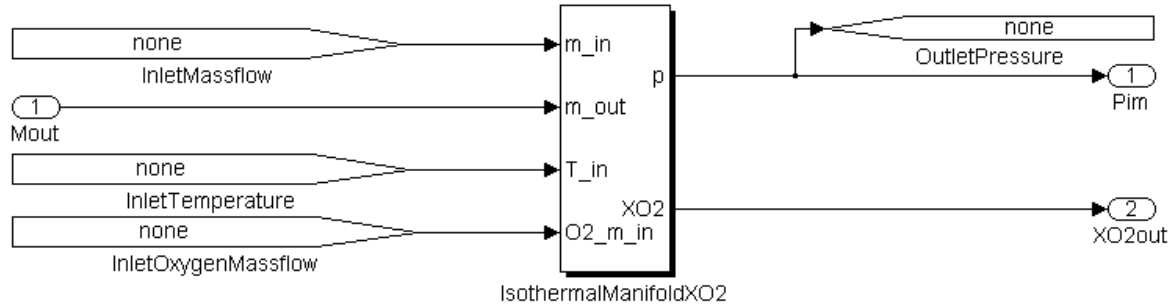 none
InletMassflow
1
Mout
none
InletTemperature
none
InletOxygenMassflow
m_in
m_out
T_in
O2_m_in
p
XO2
IsothermalManifoldXO2
none
OutletPressure
1
Pim
2
XO2out